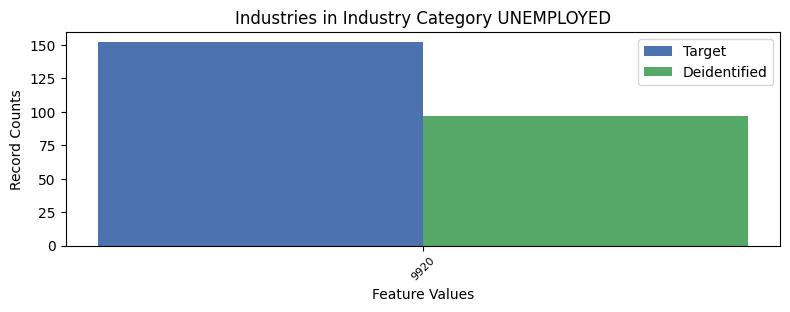 Industries in Industry Category UNEMPLOYED
Target
Deidentified
Record Counts
150
125
100
75
50
25
0
9920
Feature Values